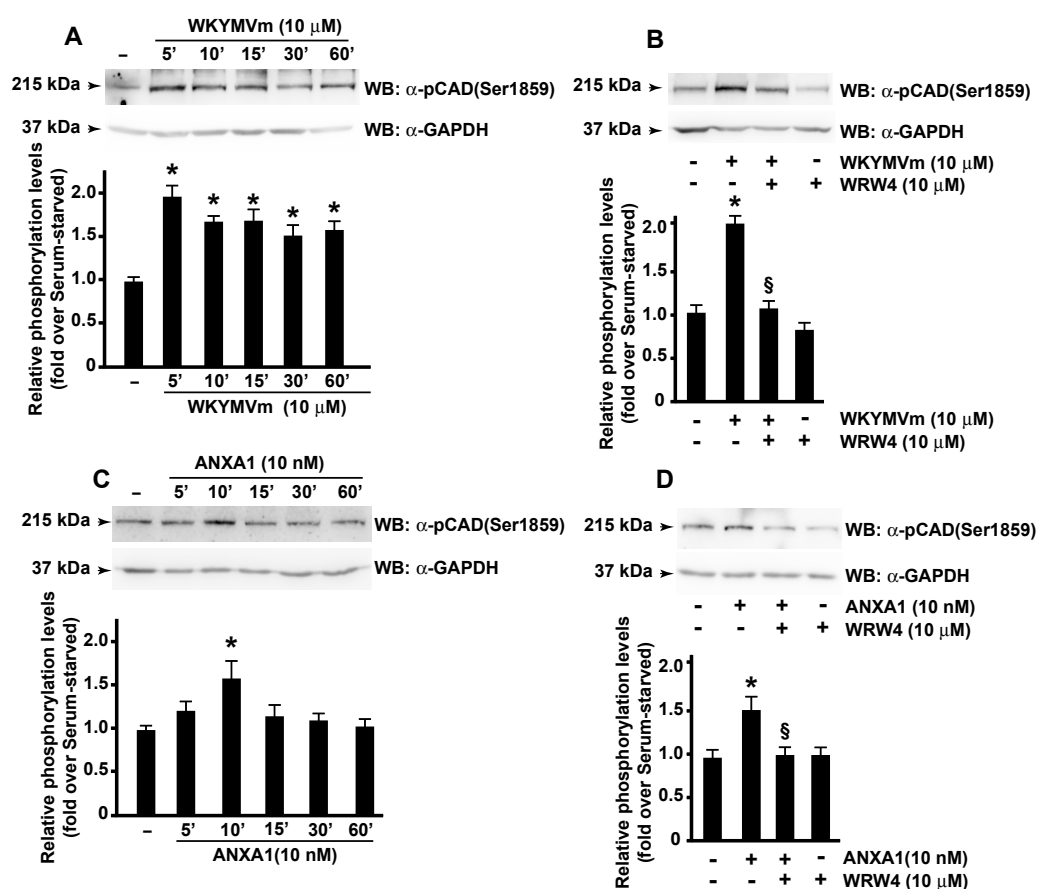 A
WKYMVm (10 μM)
– 5’ 10’ 15’ 30’ 60’
215 kDa
WB: α-pCAD(Ser1859)
37 kDa
WB: α-GAPDH
Relative phosphorylation levels
(fold over Serum-starved)
2.0
1.5
1.0
0.5
0
* * * * *
– 5’ 10’ 15’ 30’ 60’
WKYMVm (10 μM)
B
215 kDa
WB: α-pCAD(Ser1859)
37 kDa
WB: α-GAPDH
- + + - WKYMVm (10 μM)
- - + + WRW4 (10 μM)
Relative phosphorylation levels
(fold over Serum-starved)
2.0
1.5
1.0
0
* §
- + + - WKYMVm (10 μM)
- - + + WRW4 (10 μM)
C
ANXA1 (10 nM)
– 5’ 10’ 15’ 30’ 60’
215 kDa
WB: α-pCAD(Ser1859)
37 kDa
WB: α-GAPDH
Relative phosphorylation levels
(fold over Serum-starved)
2.0
1.5
1.0
0.5
0
*
– 5’ 10’ 15’ 30’ 60’
ANXA1(10 nM)
D
215 kDa
WB: α-pCAD(Ser1859)
37 kDa
WB: α-GAPDH
- + + - ANXA1 (10 nM)
- - + + WRW4 (10 μM)
Relative phosphorylation levels
(fold over Serum-starved)
2.0
1.5
1.0
0.5
0
* §
- + + - ANXA1(10 nM)
- - + + WRW4 (10 μM)